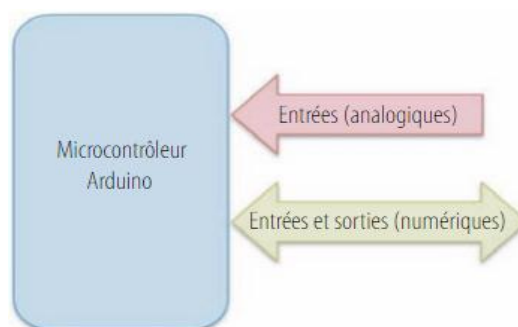 Microcontrôleur
Arduino
Entrées (analogiques)
Entrées et sorties (numériques)